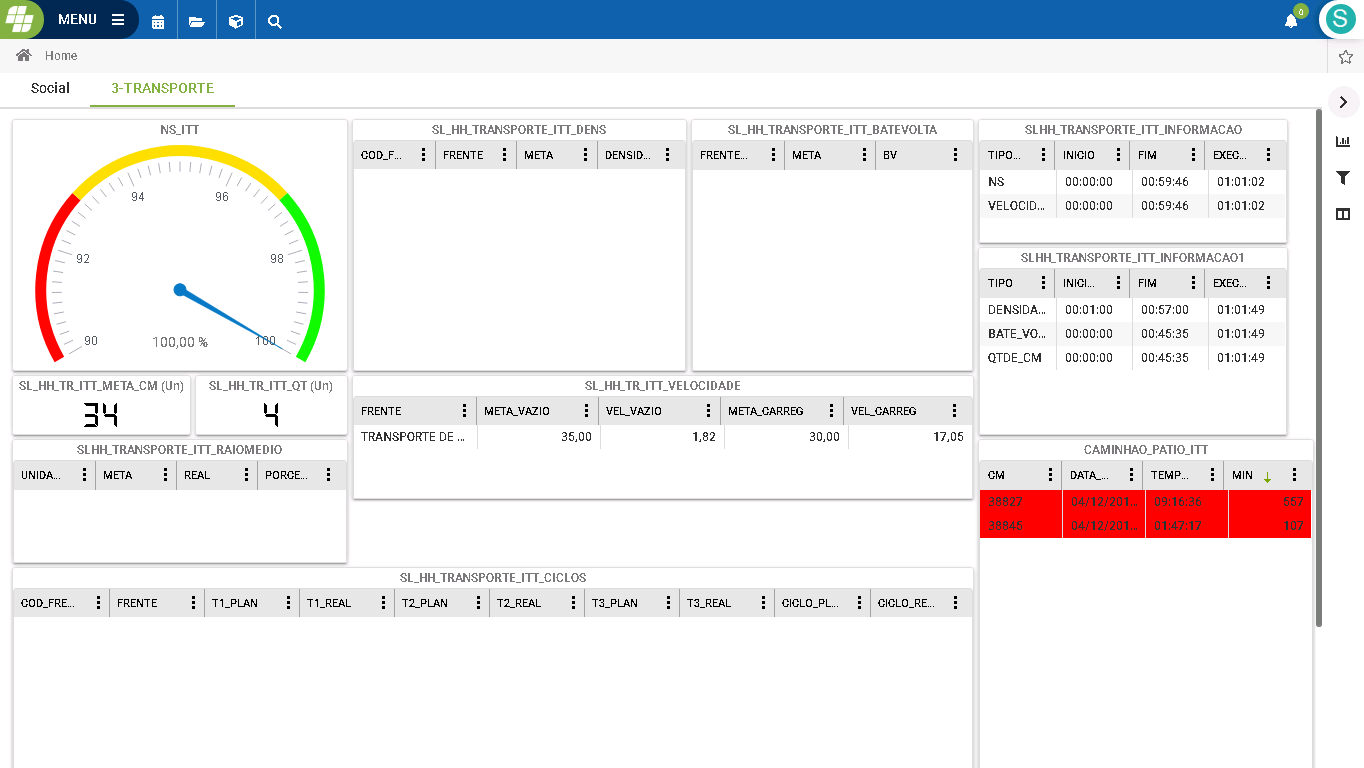 MENU
0
S
Home
Social
3-TRANSPORTE
NS_ITT
94
96
92
98
90
100
100,00 %
SL_HH_TRANSPORTE_ITT_DENS
COD_F... FRENTE META DENSID...
SL_HH_TRANSPORTE_ITT_BATEVOLTA
FRENTE... META BV
SLHH_TRANSPORTE_ITT_INFORMACAO
TIPO... INICIO FIM EXEC...
NS 00:00:00 00:59:46 01:01:02
VELOCID... 00:00:00 00:59:46 01:01:02
SLHH_TRANSPORTE_ITT_INFORMACAO1
TIPO INICI... FIM EXEC...
DENSIDA... 00:01:00 00:57:00 01:01:49
BATE_VO... 00:00:00 00:45:35 01:01:49
QTDE_CM 00:00:00 00:45:35 01:01:49
SL_HH_TR_ITT_META_CM (Un)
34
SL_HH_TR_ITT_QT (Un)
4
SL_HH_TR_ITT_VELOCIDADE
FRENTE META_VAZIO VEL_VAZIO META_CARREG VEL_CARREG
TRANSPORTE DE ... 35,00 1,82 30,00 17,05
SLHH_TRANSPORTE_ITT_RAIOMEDIO
UNIDA... META REAL PORCE...
CAMINHAO_PATIO_ITT
CM DATA_... TEMP... MIN
38827 04/12/201... 09:16:36 557
38845 04/12/201... 01:47:17 107
SL_HH_TRANSPORTE_ITT_CICLOS
COD_FRE... FRENTE T1_PLAN T1_REAL T2_PLAN T2_REAL T3_PLAN T3_REAL CICLO_PL... CICLO_RE...